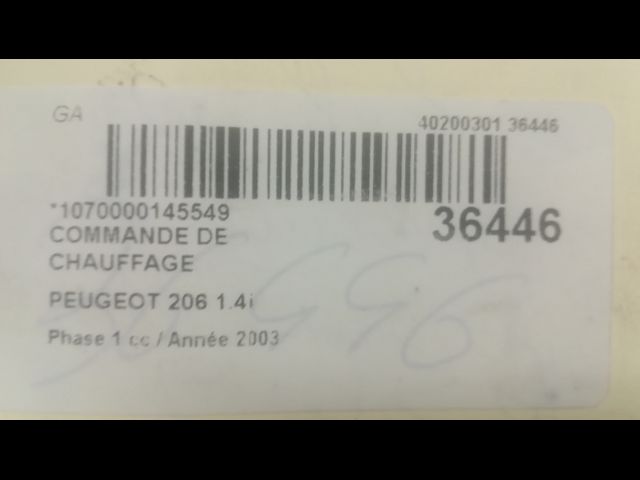 GA
40200301 36446
*1070000145549
36446
COMMANDE DE
CHAUFFAGE
PEUGEOT 206 1.4i
Phase 1 cc / Année 2003